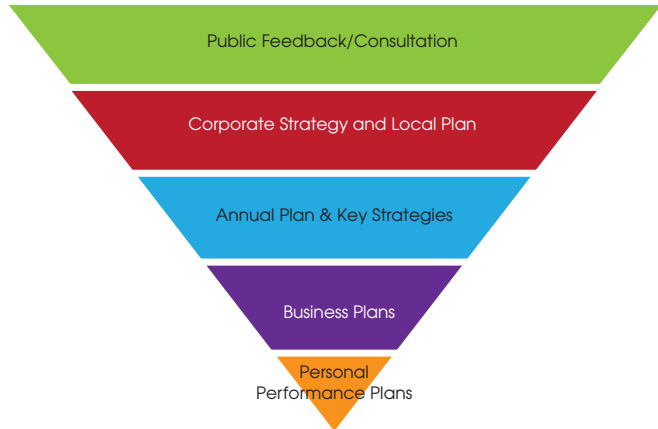 Public Feedback/Consultation
Corporate Strategy and Local Plan
Annual Plan & Key Strategies
Business Plans
Personal
Performance Plans